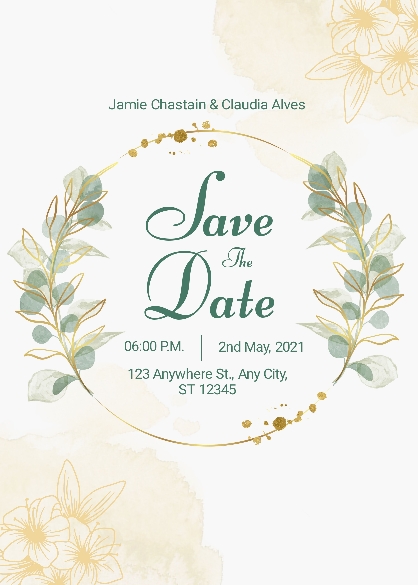 Jamie Chastain & Claudia Alves
Save
The
Date
06:00 P.M.
2nd May, 2021
123 Anywhere St., Any City,
ST 12345